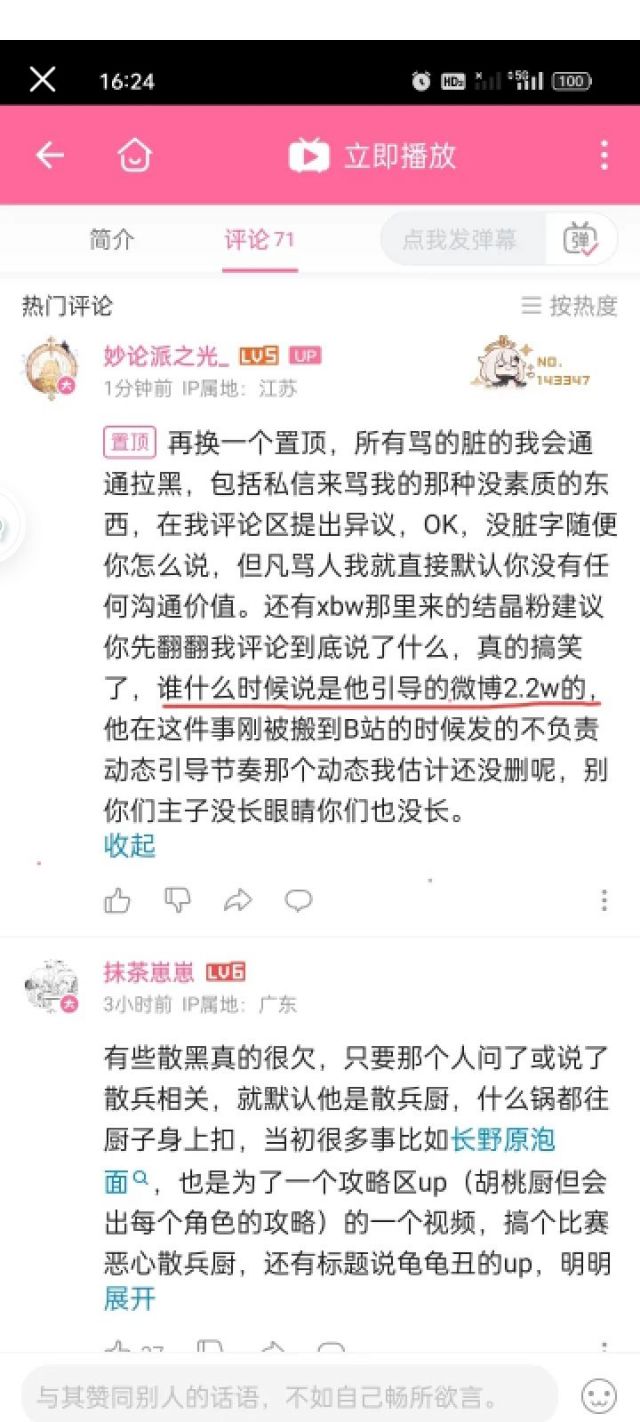 16:24
HD2
5G
100
立即播放
简介
评论 71
点我发弹幕
弹
热门评论
按热度
妙论派之光_ LV5 UP
1分钟前 IP属地：江苏
NO.
143347
置顶 再换一个置顶，所有骂的脏的我会通
通拉黑，包括私信来骂我的那种没素质的东
西，在我评论区提出异议，OK，没脏字随便
你怎么说，但凡骂人我就直接默认你没有任
何沟通价值。还有xbw那里来的结晶粉建议
你先翻翻我评论到底说了什么，真的搞笑
了，谁什么时候说是他引导的微博2.2w的，
他在这件事刚被搬到B站的时候发的不负责
动态引导节奏那个动态我估计还没删呢，别
你们主子没长眼睛你们也没长。
收起
抹茶崽崽 LV6
3小时前 IP属地：广东
有些散黑真的很欠，只要那个人问了或说了
散兵相关，就默认他是散兵厨，什么锅都往
厨子身上扣，当初很多事比如长野原泡
面，也是为了一个攻略区up（胡桃厨但会
出每个角色的攻略）的一个视频，搞个比赛
恶心散兵厨，还有标题说龟龟丑的up，明明
展开
与其赞同别人的话语，不如自己畅所欲言。